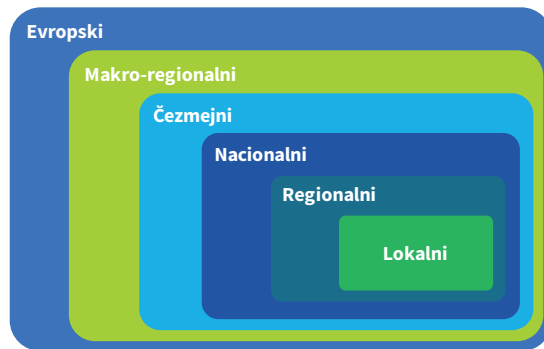 Evropski
Makro-regionalni
Čezmejni
Nacionalni
Regionalni
Lokalni